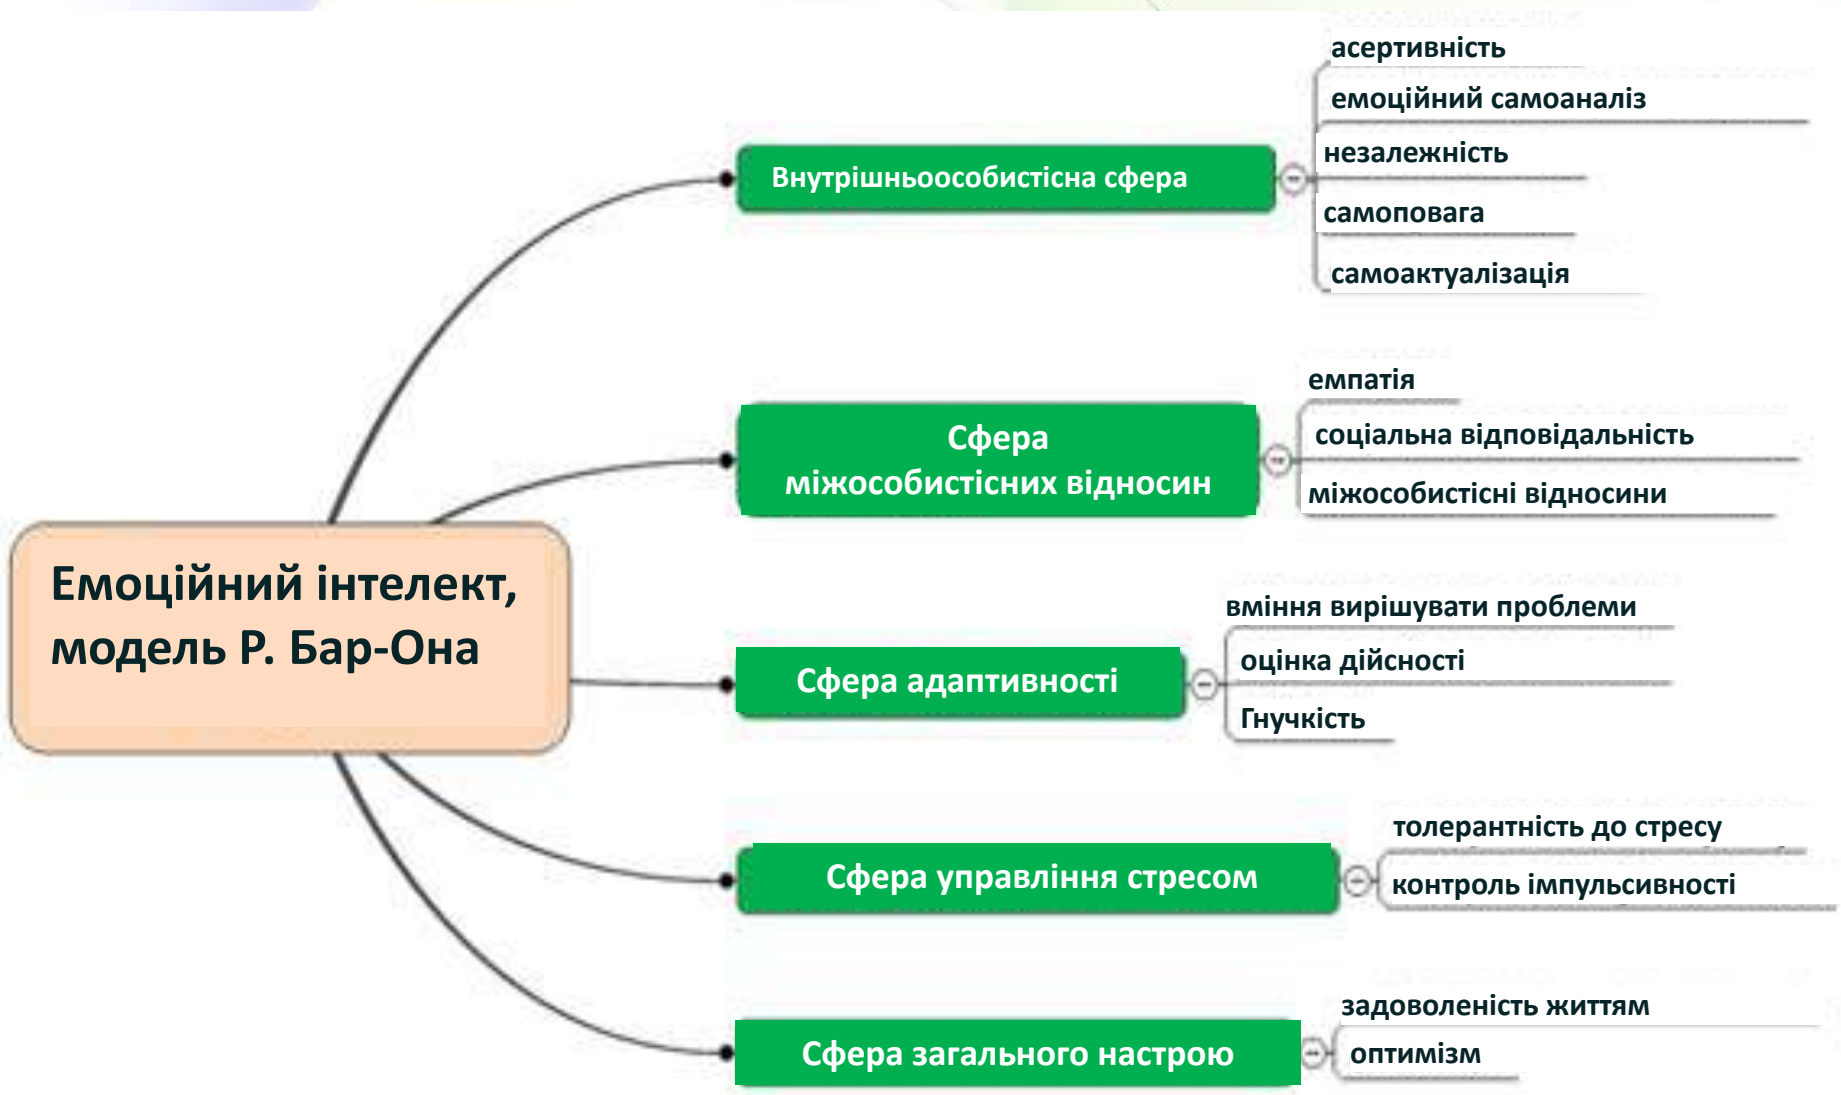 Емоційний інтелект,
модель Р. Бар-Она
Внутрішньоособистісна сфера
асертивність
емоційний самоаналіз
незалежність
самоповага
самоактуалізація
Сфера
міжособистісних відносин
емпатія
соціальна відповідальність
міжособистісні відносини
Сфера адаптивності
вміння вирішувати проблеми
оцінка дійсності
Гнучкість
Сфера управління стресом
толерантність до стресу
контроль імпульсивності
Сфера загального настрою
задоволеність життям
оптимізм